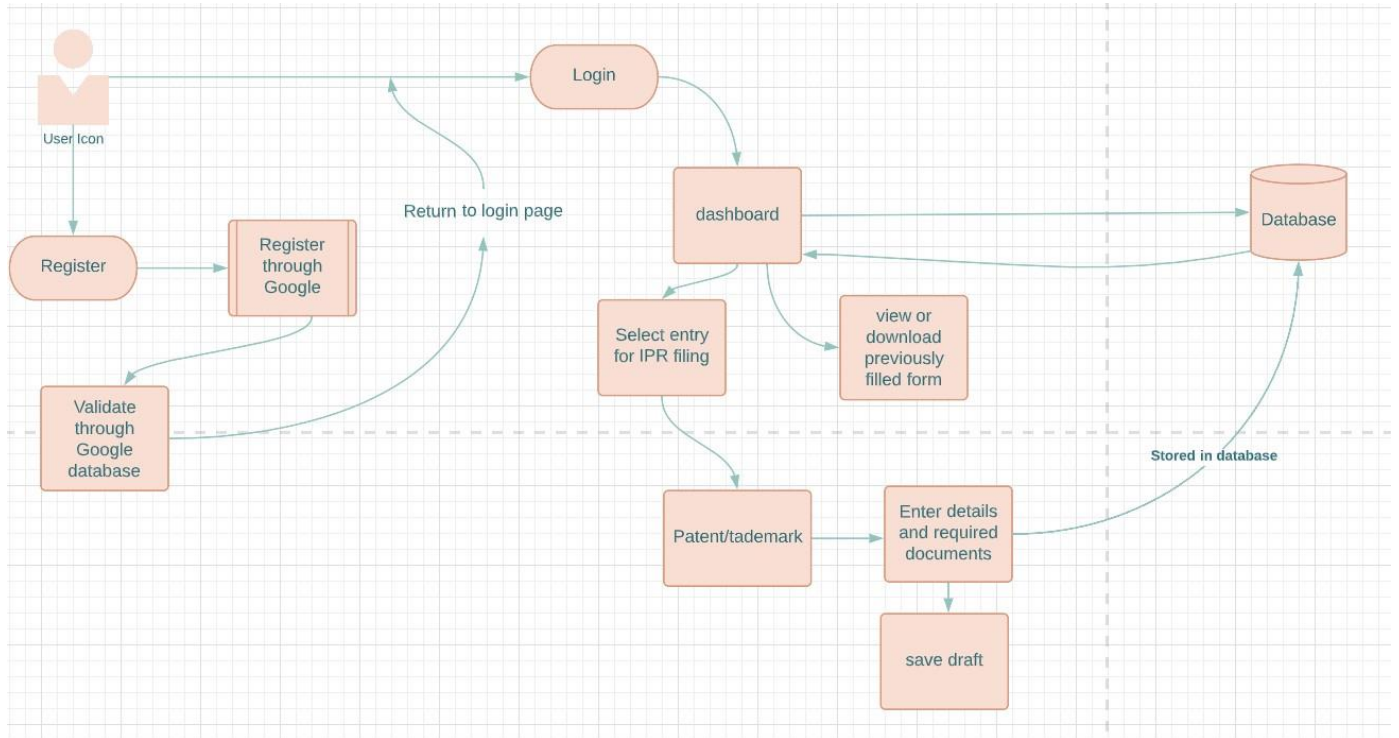 User Icon
Login
Return to login page
Register
Register
through
Google
Validate
through
Google
database
dashboard
Database
Select entry
for IPR filing
view or
download
previously
filled form
Stored in database
Patent/tademark
Enter details
and required
documents
save draft